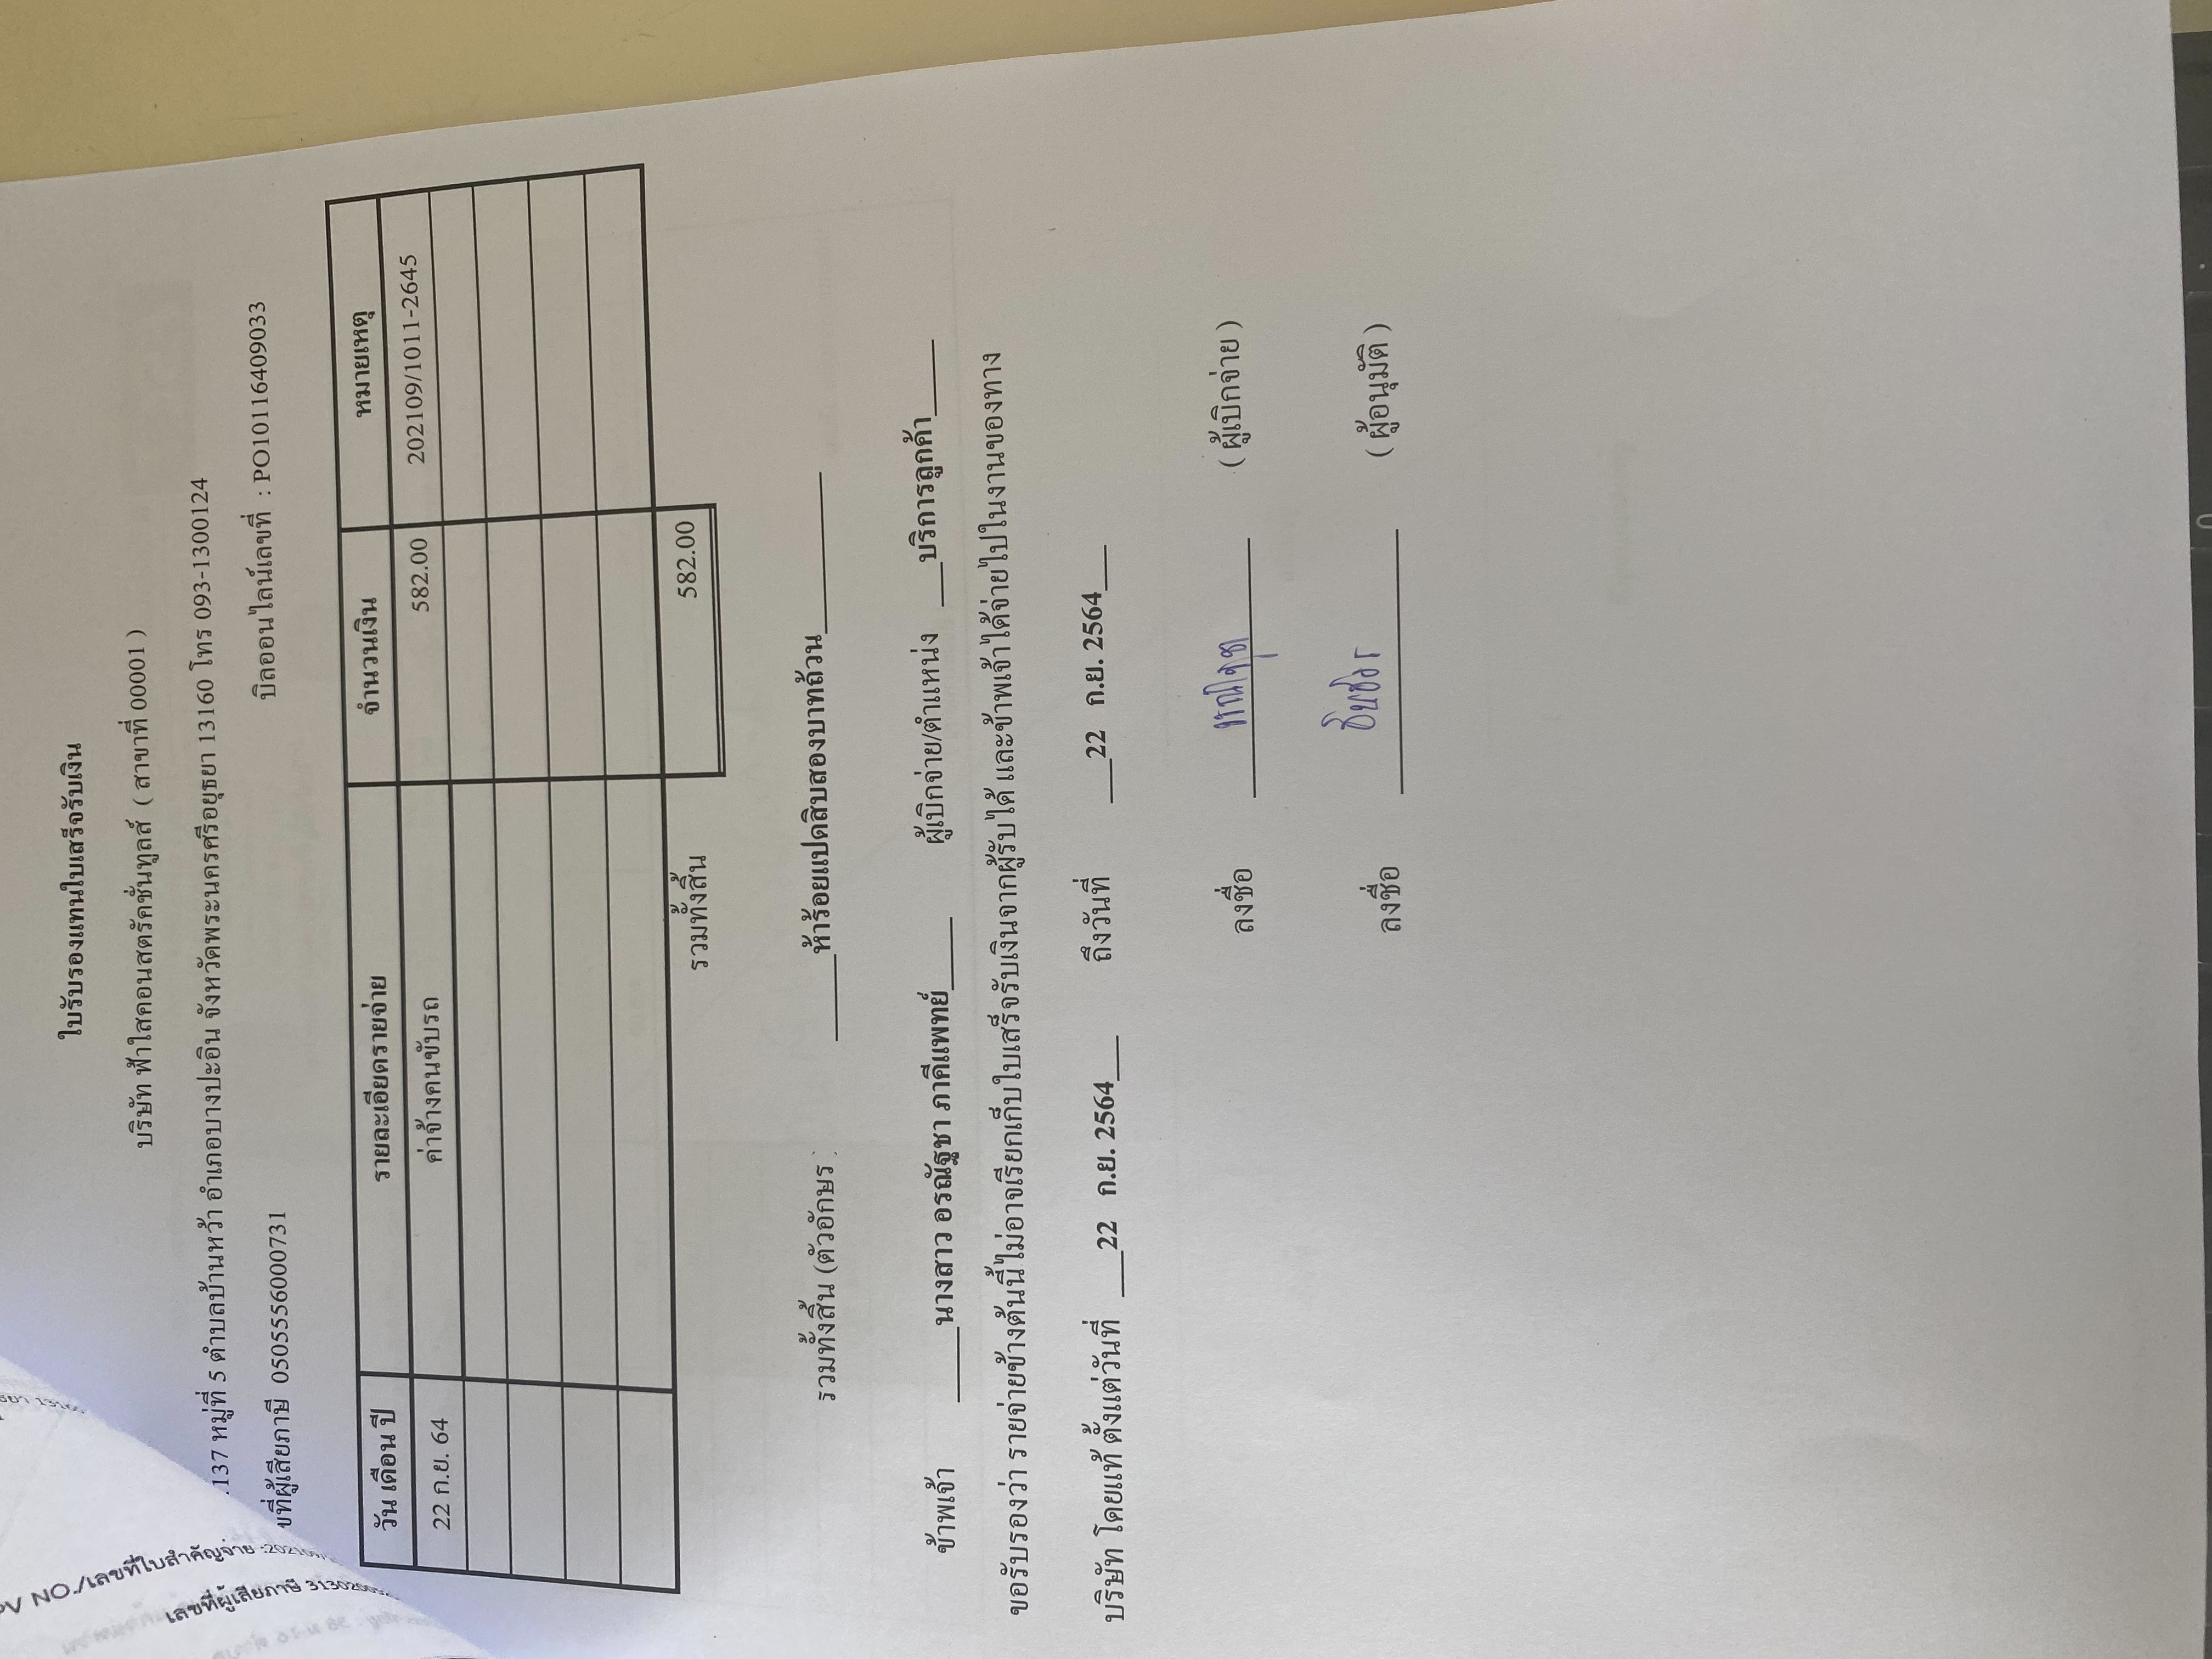 NO./เลขที่ใบสำคัญจ่าย
เลขที่ผู้เสียภาษี
ใบรับรองแทนใบเสร็จรับเงิน
บริษัท ฟ้าใสคอนสตรัคชั่นทูลส์ ( สาขาที่ 00001 )
.137 หมู่ที่ 5 ตำบลบ้านหว้า อำเภอบางปะอิน จังหวัดพระนครศรีอยุธยา 13160 โทร 093-1300124
ขที่ผู้เสียภาษี 0505556000731 บิลออนไลน์เลขที่ : PO10116409033
วัน เดือน ปี รายละเอียดรายจ่าย จำนวนเงิน หมายเหตุ
22 ก.ย. 64 ค่าจ้างคนขับรถ 582.00 202109/1011-2645
รวมทั้งสิ้น 582.00
รวมทั้งสิ้น (ตัวอักษร ห้าร้อยแปดสิบสองบาทถ้วน
ข้าพเจ้า นางสาว อรณัฐชา ภาคีแพทย์ ผู้เบิกจ่าย/ตำแหน่ง บริการลูกค้า
ขอรับรองว่า รายจ่ายข้างต้นนี้ไม่อาจเรียกเก็บใบเสร็จรับเงินจากผู้รับได้ และข้าพเจ้าได้จ่ายไปในงานของทาง
บริษัท โดยแท้ ตั้งแต่วันที่ 22 ก.ย. 2564 ถึงวันที่ 22 ก.ย. 2564
ลงชื่อ ( ผู้เบิกจ่าย )
ลงชื่อ ( ผู้อนุมัติ )